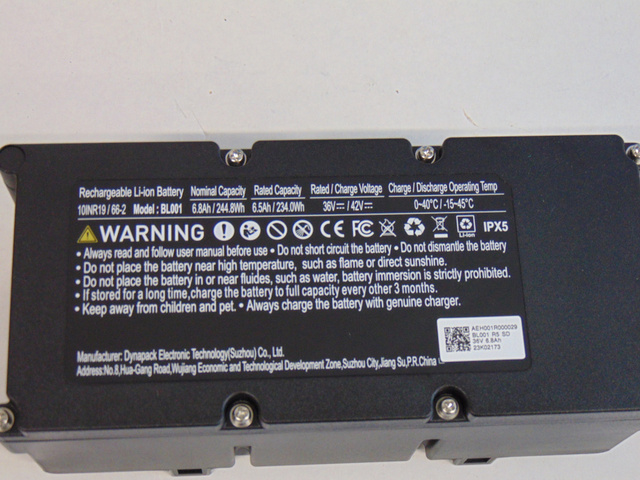 Rechargeable Li-ion Battery Nominal Capacity Rated Capacity Rated / Charge Voltage Charge / Discharge Operating Temp
10INR19 / 66-2 Model : BL001 6.8Ah / 244.8Wh 6.5Ah / 234.0Wh 36V⎓ / 42V⎓ 0~40°C / -15~45°C
WARNING FC CE Li-ion IPX5
• Always read and follow user manual before use • Do not short circuit the battery • Do not dismantle the battery
• Do not place the battery near high temperature, such as flame or direct sunshine.
• Do not place the battery in or near fluides, such as water, battery immersion is strictly prohibited.
• If stored for a long time,charge the battery to full capacity every other 3 months.
• Keep away from children and pet. • Always charge the battery with genuine charger.
Manufacturer: Dynapack Electronic Technology(Suzhou) Co., Ltd.
Address:No.8,Hua-Gang Road,Wujiang Economic and Technological Development Zone,Suzhou City,Jiang Su,P.R.China
AEH001R000029
BL001 R5 SD
36V 6.8Ah
23K02173